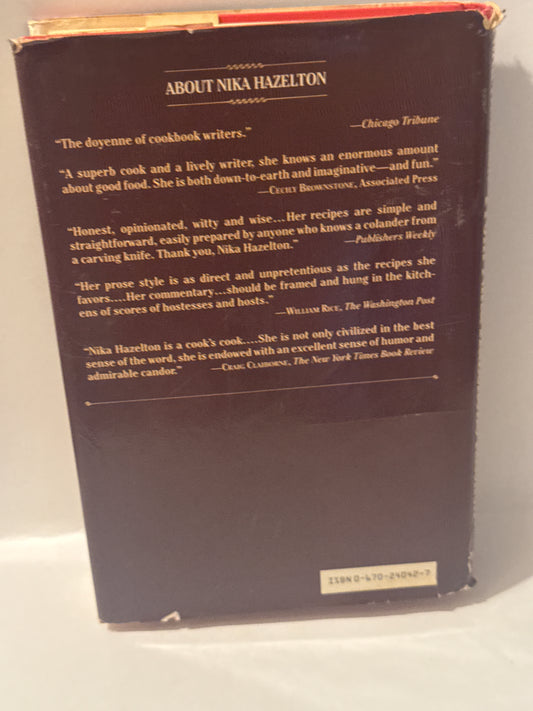 ABOUT NIKA HAZELTON
“The doyenne of cookbook writers.”
—Chicago Tribune
“A superb cook and a lively writer, she knows an enormous amount
about good food. She is both down-to-earth and imaginative—and fun.”
—CECILY BROWNSTONE, Associated Press
“Honest, opinionated, witty and wise...Her recipes are simple and
straightforward, easily prepared by anyone who knows a colander from
a carving knife. Thank you, Nika Hazelton.”
—Publishers Weekly
“Her prose style is as direct and unpretentious as the recipes she
favors....Her commentary...should be framed and hung in the kitch-
ens of scores of hostesses and hosts.”
—WILLIAM RICE, The Washington Post
“Nika Hazelton is a cook's cook....She is not only civilized in the best
sense of the word, she is endowed with an excellent sense of humor and
admirable candor.”
—CRAIG CLAIBORNE, The New York Times Book Review
ISBN 0-670-24042-7